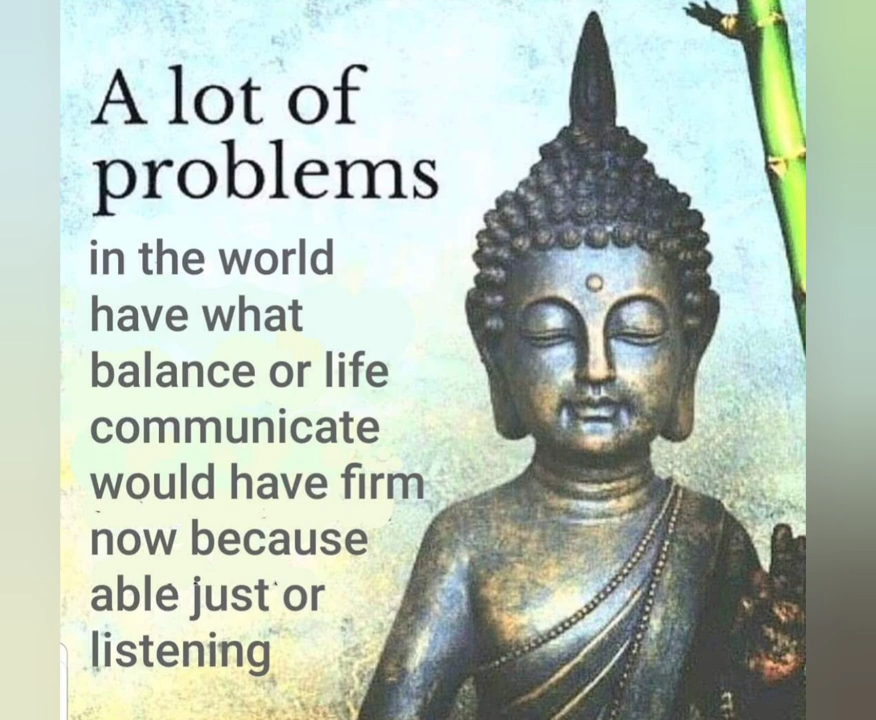 A lot of
problems
in the world
have what
balance or life
communicate
would have firm
now because
able just or
listening